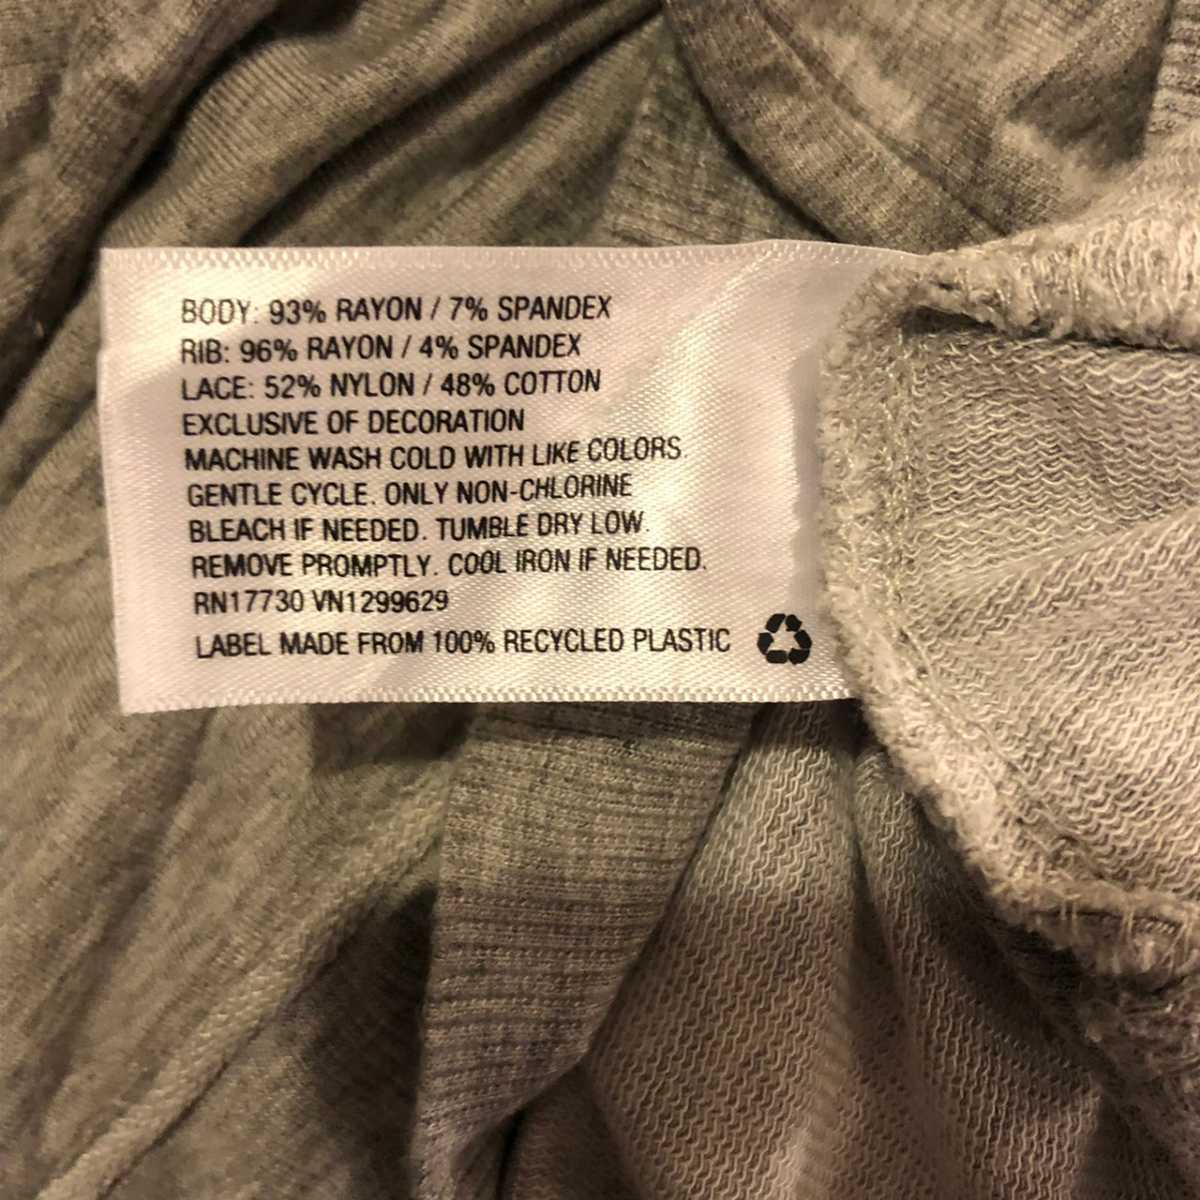 BODY: 93% RAYON / 7% SPANDEX
RIB: 96% RAYON / 4% SPANDEX
LACE: 52% NYLON / 48% COTTON
EXCLUSIVE OF DECORATION
MACHINE WASH COLD WITH LIKE COLORS.
GENTLE CYCLE. ONLY NON-CHLORINE
BLEACH IF NEEDED. TUMBLE DRY LOW.
REMOVE PROMPTLY. COOL IRON IF NEEDED.
RN17730 VN1299629
LABEL MADE FROM 100% RECYCLED PLASTIC